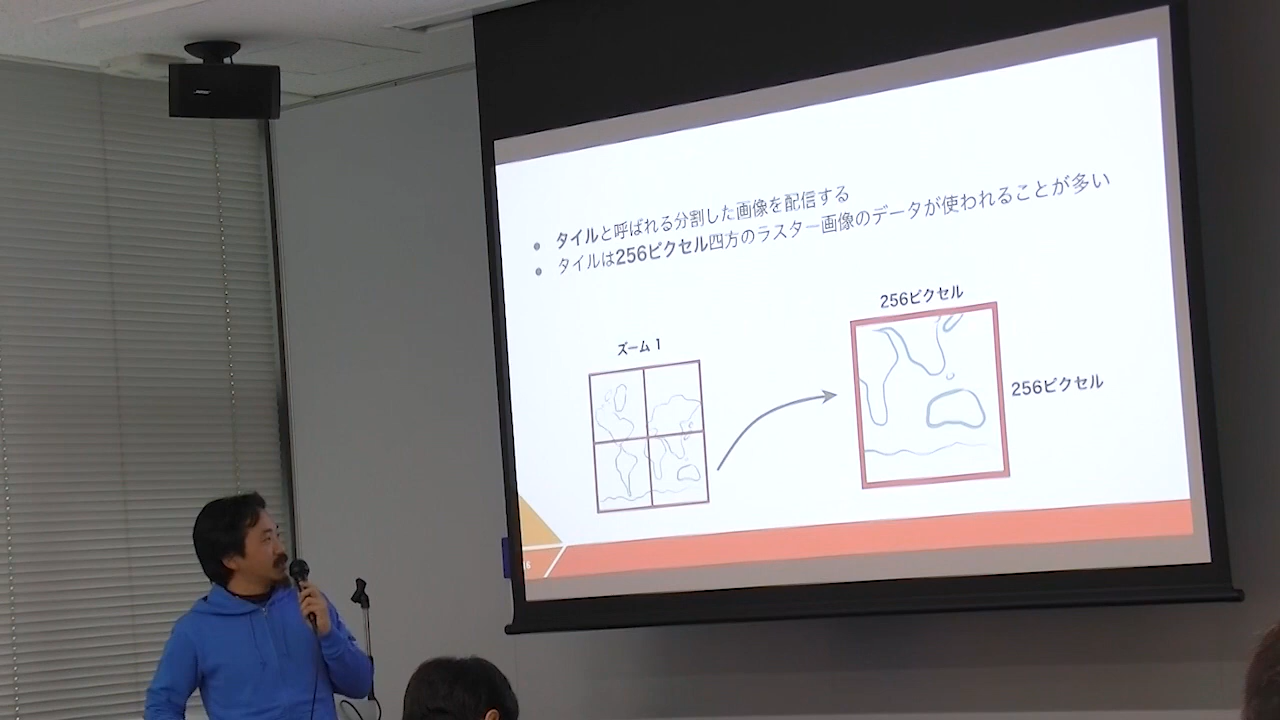 BOSE
タイルと呼ばれる分割した画像を配信する
タイルは256ピクセル四方のラスター画像のデータが使われることが多い
256ピクセル
ズーム 1
256ピクセル
6